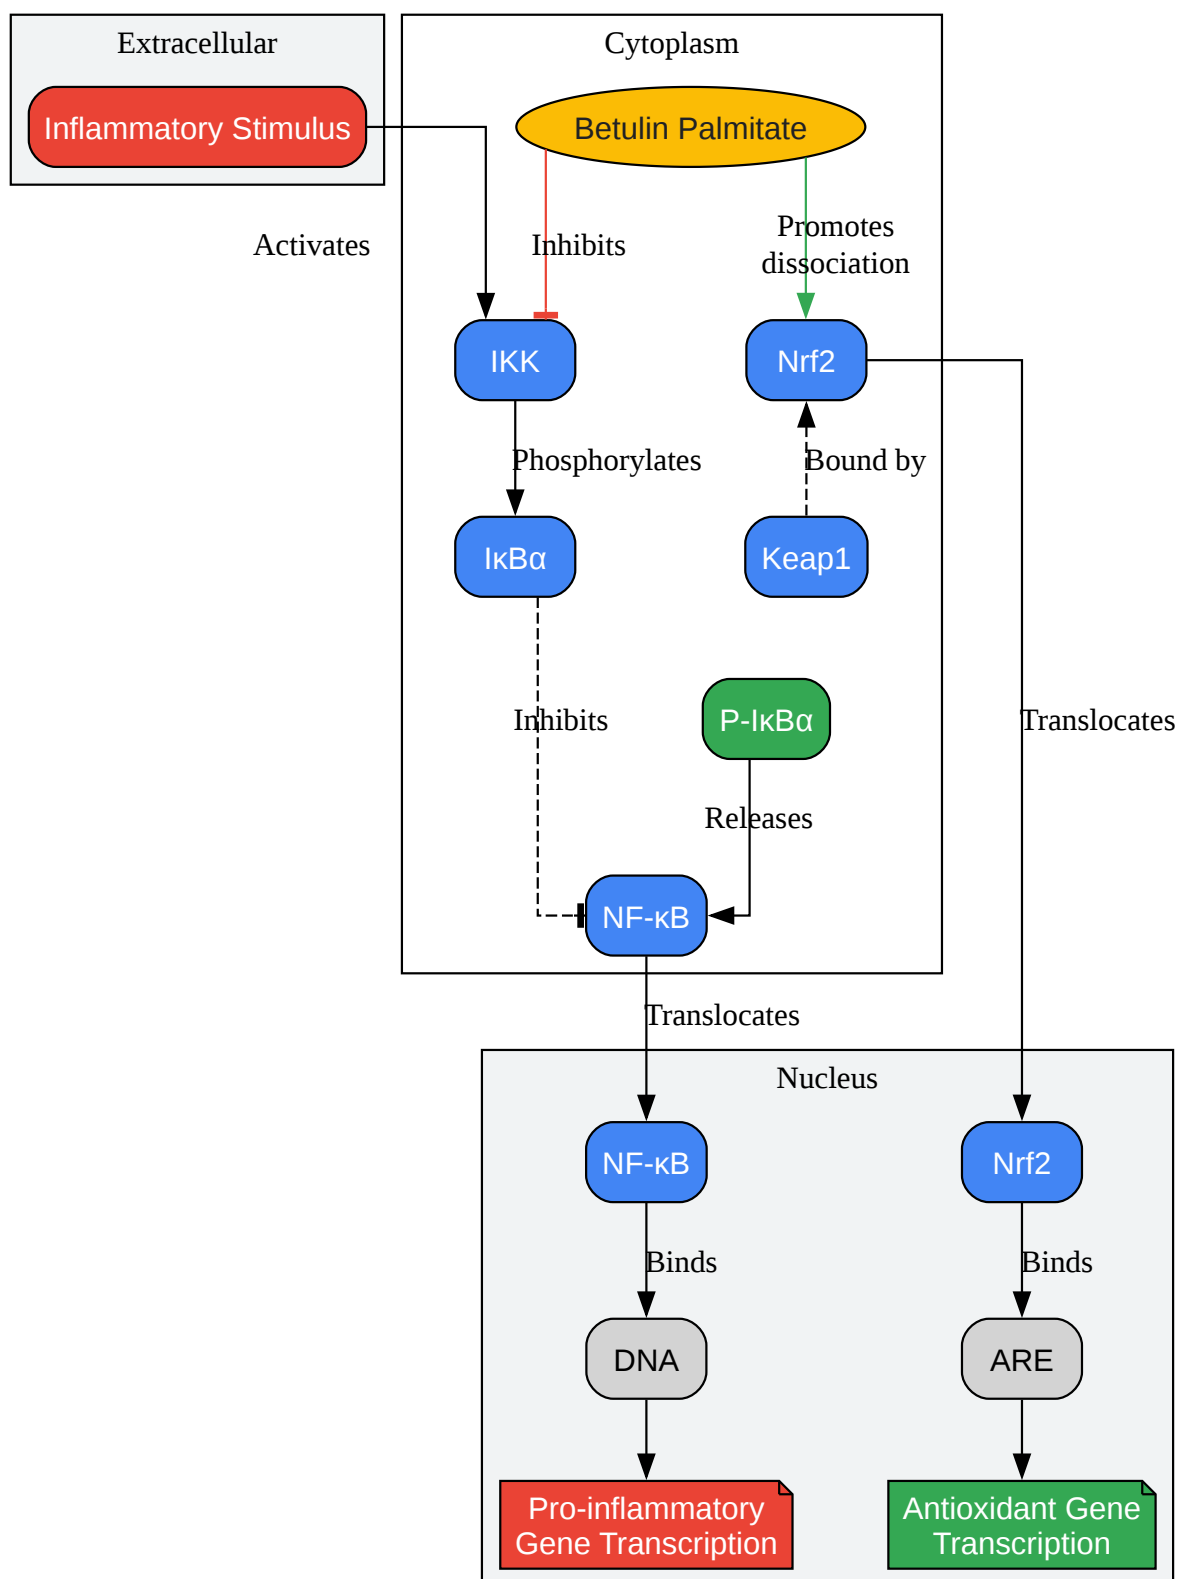 Extracellular
Cytoplasm
Inflammatory Stimulus
Betulin Palmitate
Activates
Inhibits
Promotes
dissociation
IKK
Nrf2
Phosphorylates
Bound by
IκBα
Keap1
Inhibits
P-IκBα
Translocates
Releases
NF-κB
Translocates
Nucleus
NF-κB
Nrf2
Binds
Binds
DNA
ARE
Pro-inflammatory
Gene Transcription
Antioxidant Gene
Transcription